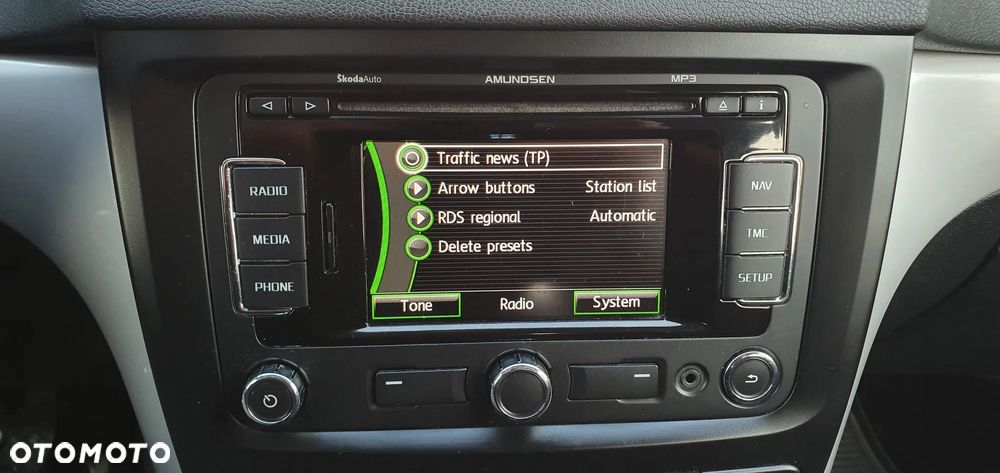 ŠkodaAuto AMUNDSEN MP3
i
Traffic news (TP)
Arrow buttons Station list
RDS regional Automatic
Delete presets
Tone Radio System
RADIO
MEDIA
PHONE
NAV
TMC
SETUP
OTOMOTO